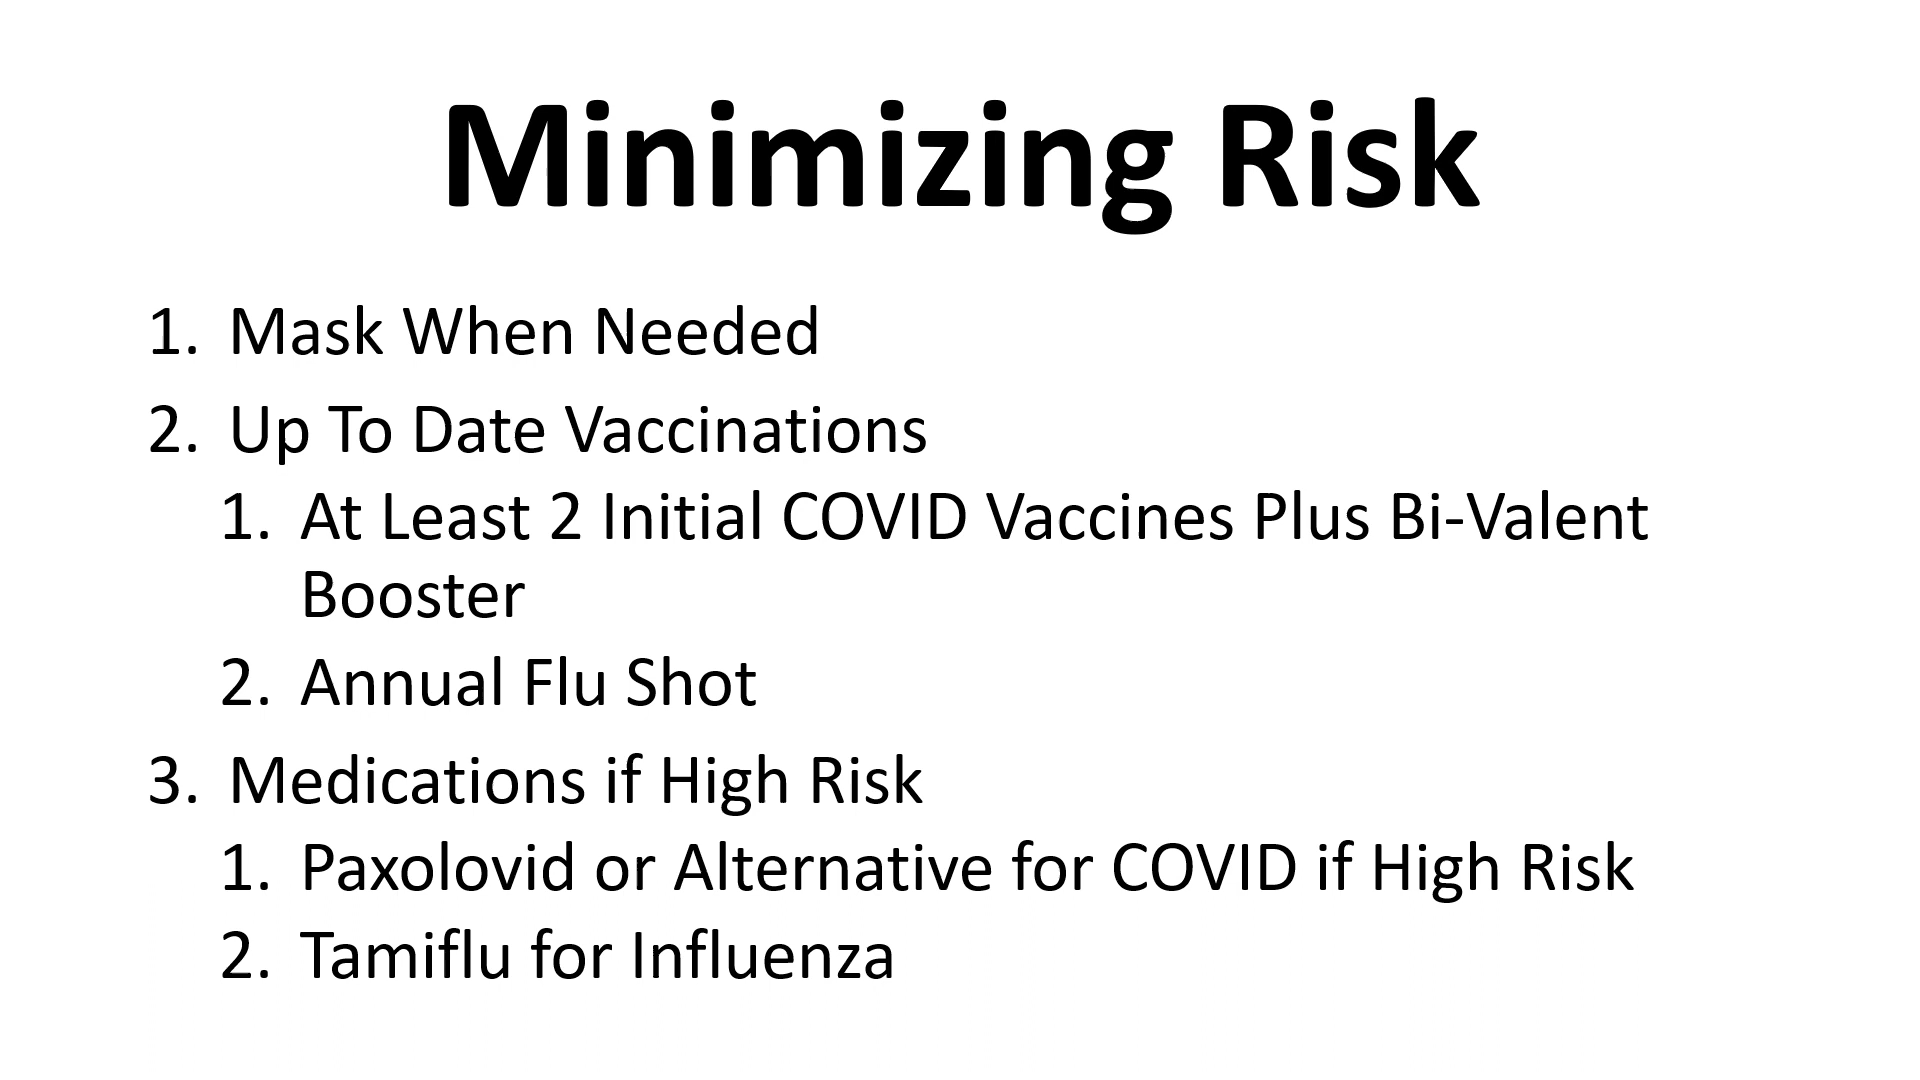 Minimizing Risk
1. Mask When Needed
2. Up To Date Vaccinations
1. At Least 2 Initial COVID Vaccines Plus Bi-Valent
Booster
2. Annual Flu Shot
3. Medications if High Risk
1. Paxolovid or Alternative for COVID if High Risk
2. Tamiflu for Influenza